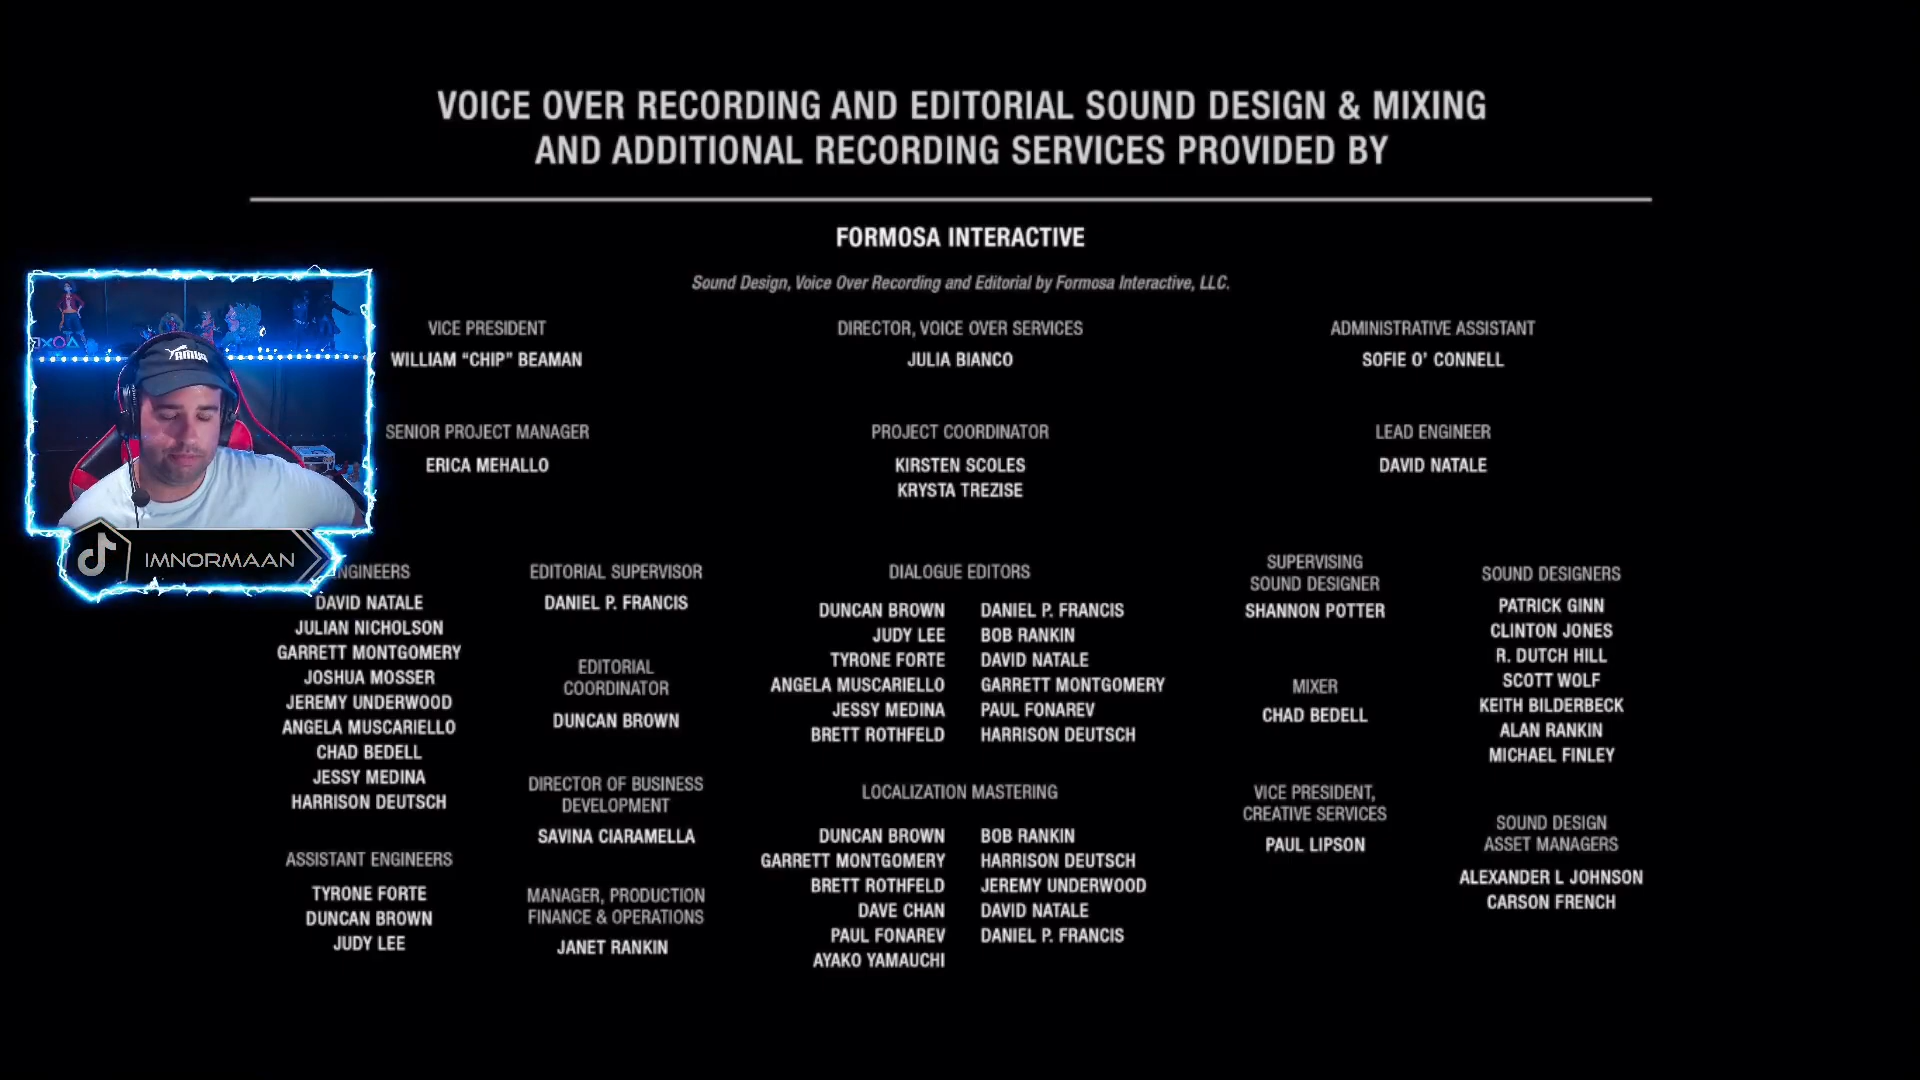 VOICE OVER RECORDING AND EDITORIAL SOUND DESIGN & MIXING
AND ADDITIONAL RECORDING SERVICES PROVIDED BY
FORMOSA INTERACTIVE
Sound Design, Voice Over Recording and Editorial by Formosa Interactive, LLC.
VICE PRESIDENT
WILLIAM “CHIP” BEAMAN
DIRECTOR, VOICE OVER SERVICES
JULIA BIANCO
ADMINISTRATIVE ASSISTANT
SOFIE O’ CONNELL
SENIOR PROJECT MANAGER
ERICA MEHALLO
PROJECT COORDINATOR
KIRSTEN SCOLES
KRYSTA TREZISE
LEAD ENGINEER
DAVID NATALE
IMNORMAAN
NGINEERS
DAVID NATALE
JULIAN NICHOLSON
GARRETT MONTGOMERY
JOSHUA MOSSER
JEREMY UNDERWOOD
ANGELA MUSCARIELLO
CHAD BEDELL
JESSY MEDINA
HARRISON DEUTSCH
ASSISTANT ENGINEERS
TYRONE FORTE
DUNCAN BROWN
JUDY LEE
EDITORIAL SUPERVISOR
DANIEL P. FRANCIS
EDITORIAL
COORDINATOR
DUNCAN BROWN
DIRECTOR OF BUSINESS
DEVELOPMENT
SAVINA CIARAMELLA
MANAGER, PRODUCTION
FINANCE & OPERATIONS
JANET RANKIN
DIALOGUE EDITORS
DUNCAN BROWN DANIEL P. FRANCIS
JUDY LEE BOB RANKIN
TYRONE FORTE DAVID NATALE
ANGELA MUSCARIELLO GARRETT MONTGOMERY
JESSY MEDINA PAUL FONAREV
BRETT ROTHFELD HARRISON DEUTSCH
LOCALIZATION MASTERING
DUNCAN BROWN BOB RANKIN
GARRETT MONTGOMERY HARRISON DEUTSCH
BRETT ROTHFELD JEREMY UNDERWOOD
DAVE CHAN DAVID NATALE
PAUL FONAREV DANIEL P. FRANCIS
AYAKO YAMAUCHI
SUPERVISING
SOUND DESIGNER
SHANNON POTTER
MIXER
CHAD BEDELL
VICE PRESIDENT,
CREATIVE SERVICES
PAUL LIPSON
SOUND DESIGNERS
PATRICK GINN
CLINTON JONES
R. DUTCH HILL
SCOTT WOLF
KEITH BILDERBECK
ALAN RANKIN
MICHAEL FINLEY
SOUND DESIGN
ASSET MANAGERS
ALEXANDER L JOHNSON
CARSON FRENCH